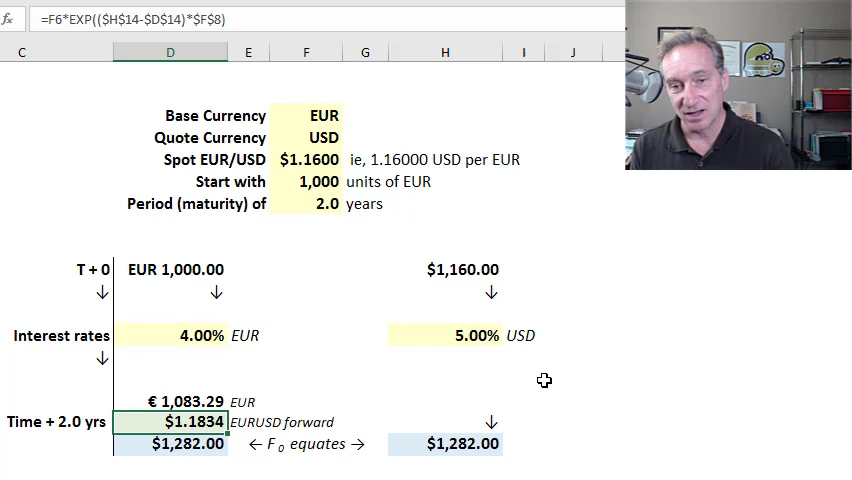 fx =F6*EXP(($H$14-$D$14)*$F$8)
C D E F G H I J
Base Currency EUR
Quote Currency USD
Spot EUR/USD $1.1600 ie, 1.16000 USD per EUR
Start with 1,000 units of EUR
Period (maturity) of 2.0 years
T + 0 EUR 1,000.00 $1,160.00
↓ ↓ ↓
Interest rates 4.00% EUR 5.00% USD
↓
€ 1,083.29 EUR
Time + 2.0 yrs $1.1834 EURUSD forward ↓
$1,282.00 ← F 0 equates → $1,282.00